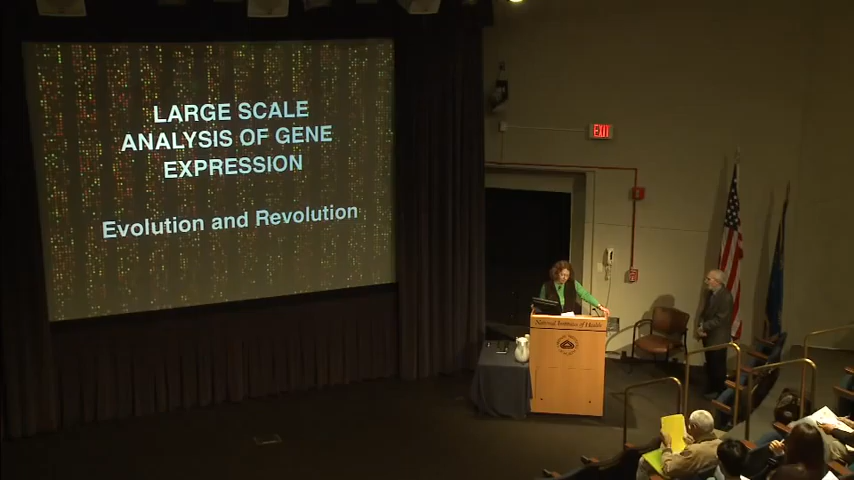 LARGE SCALE
ANALYSIS OF GENE
EXPRESSION
Evolution and Revolution
EXIT
National Institutes of Health